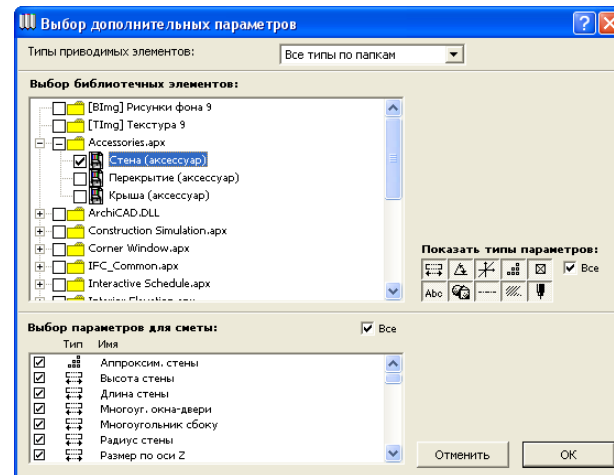 Выбор дополнительных параметров
Типы приводимых элементов:
Все типы по папкам
Выбор библиотечных элементов:
[BImg] Рисунки фона 9
[TImg] Текстура 9
Accessories.apx
Стена (аксессуар)
Перекрытие (аксессуар)
Крыша (аксессуар)
ArchiCAD.DLL
Construction Simulation.apx
Corner Window.apx
IFC_Common.apx
Interactive Schedule.apx
Interior Elevation.apx
Показать типы параметров:
Все
Abc
Выбор параметров для сметы:
Все
Тип Имя
Аппроксим. стены
Высота стены
Длина стены
Многоуг. окна-двери
Многоугольник сбоку
Радиус стены
Размер по оси Z
Отменить
OK